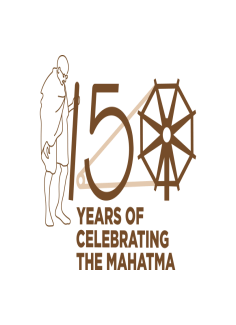 150
YEARS OF
CELEBRATING
THE MAHATMA